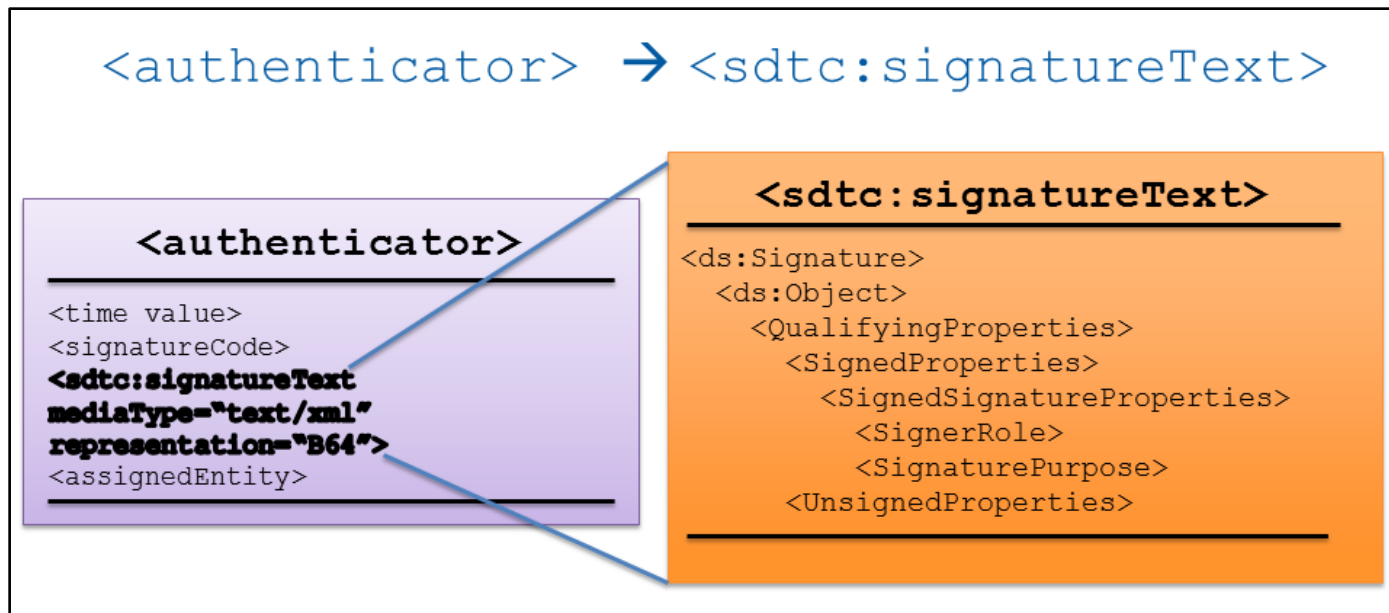 <authenticator> → <sdtc:signatureText>
<authenticator>
<time value>
<signatureCode>
<sdtc:signatureText
mediaType=“text/xml”
representation=“B64”>
<assignedEntity>
<sdtc:signatureText>
<ds:Signature>
<ds:Object>
<QualifyingProperties>
<SignedProperties>
<SignedSignatureProperties>
<SignerRole>
<SignaturePurpose>
<UnsignedProperties>